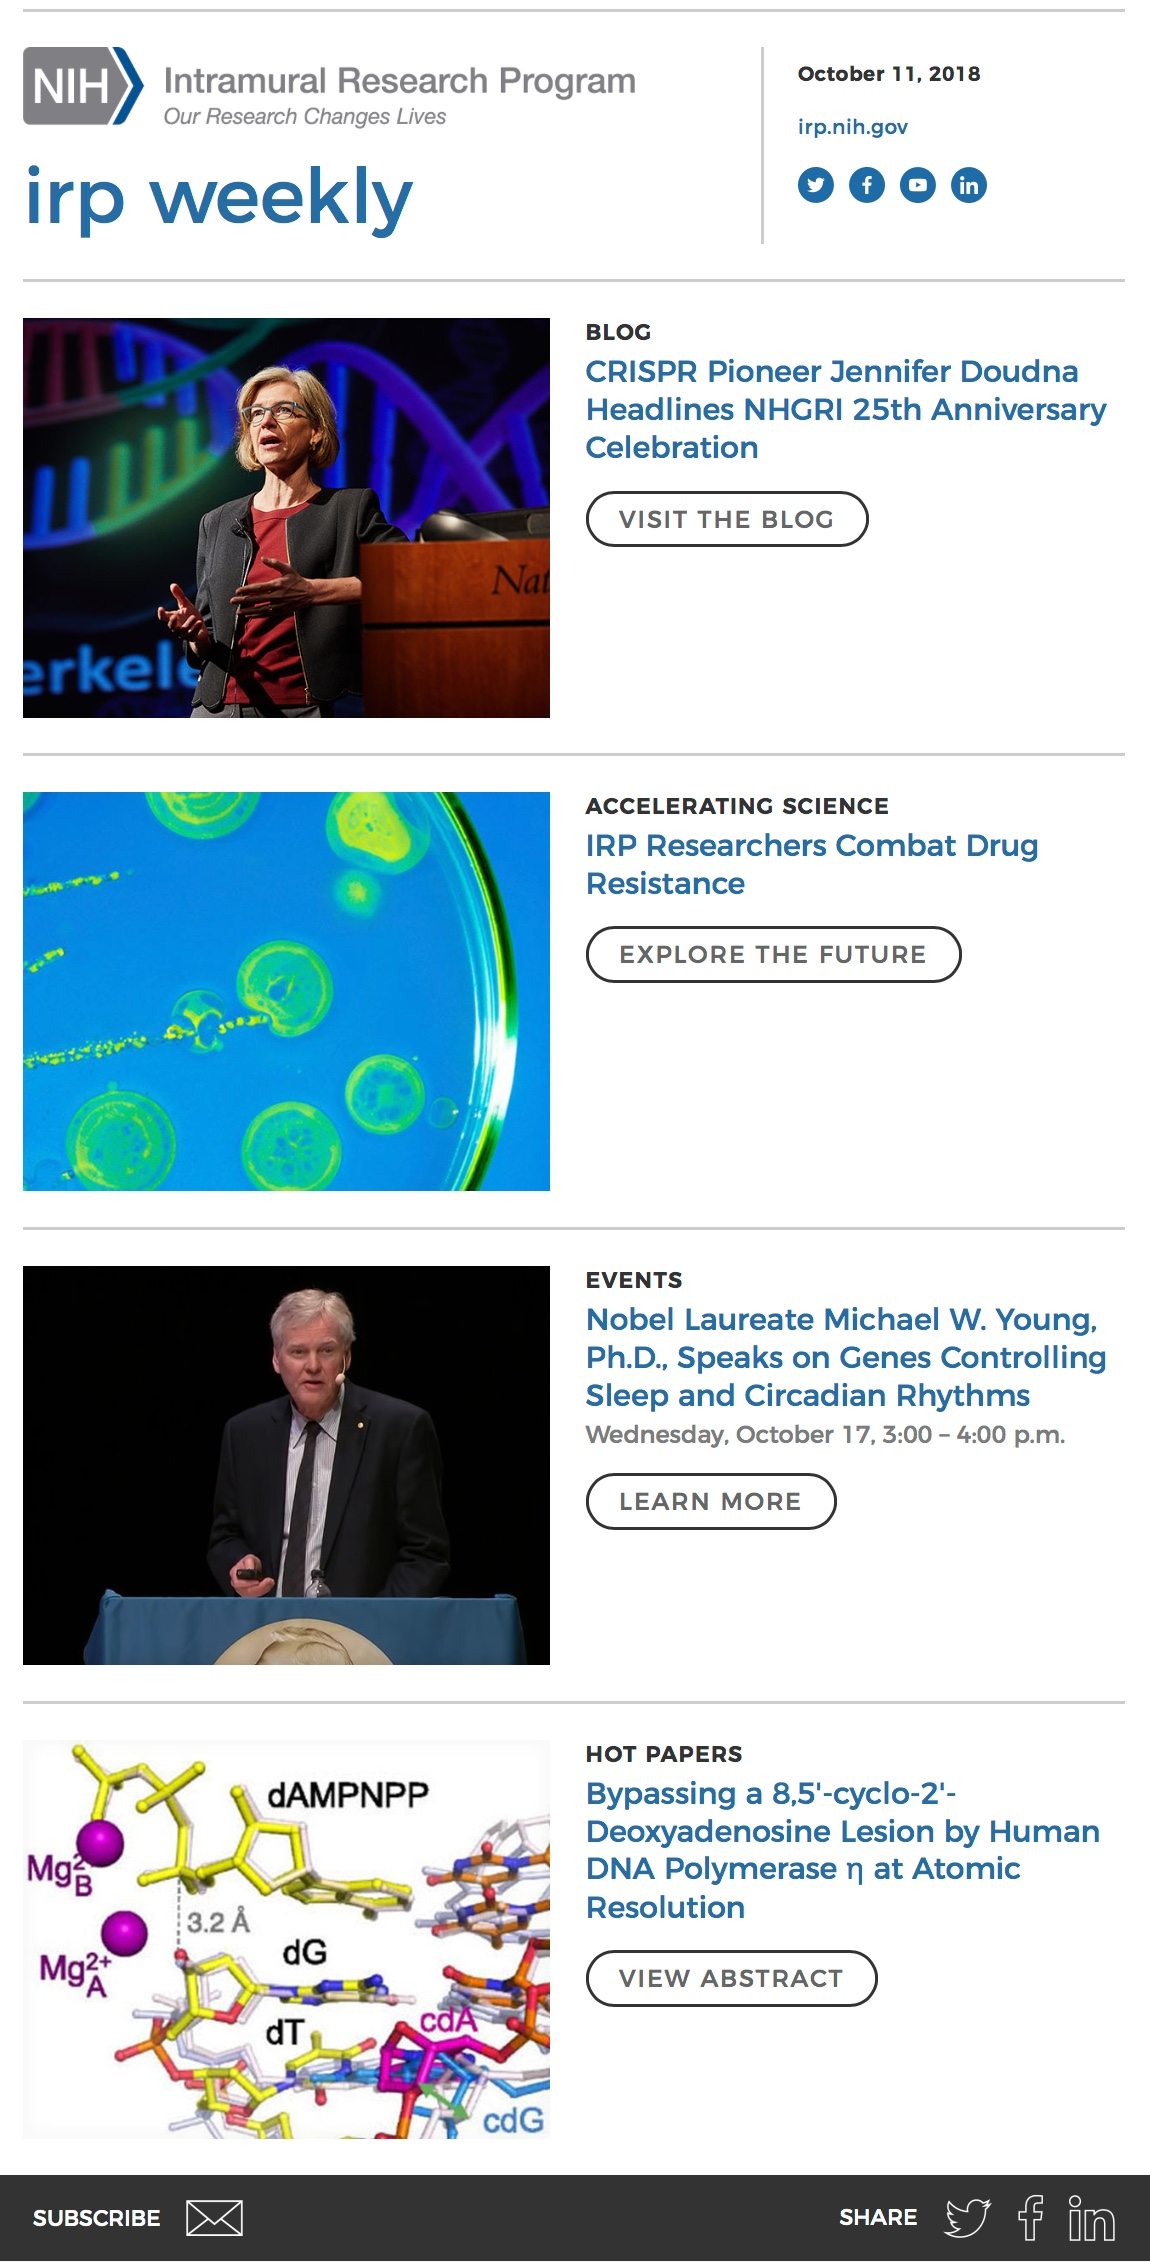 NIH
Intramural Research Program
Our Research Changes Lives
irp weekly
October 11, 2018
irp.nih.gov
erkele
Nat
BLOG
CRISPR Pioneer Jennifer Doudna
Headlines NHGRI 25th Anniversary
Celebration
VISIT THE BLOG
ACCELERATING SCIENCE
IRP Researchers Combat Drug
Resistance
EXPLORE THE FUTURE
EVENTS
Nobel Laureate Michael W. Young,
Ph.D., Speaks on Genes Controlling
Sleep and Circadian Rhythms
Wednesday, October 17, 3:00 – 4:00 p.m.
LEARN MORE
dAMPNPP
Mg2B
3.2 Å
Mg2+A
dG
dT
cdA
cdG
HOT PAPERS
Bypassing a 8,5'-cyclo-2'-
Deoxyadenosine Lesion by Human
DNA Polymerase η at Atomic
Resolution
VIEW ABSTRACT
SUBSCRIBE
SHARE